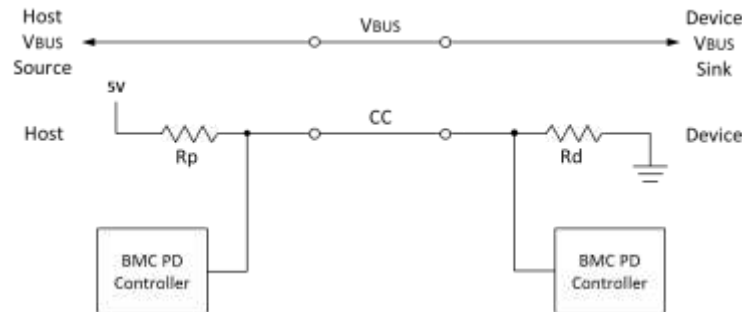 Host
VBUS
Source
VBUS
Device
VBUS
Sink
5V
Host
Rp
CC
Rd
Device
BMC PD
Controller
BMC PD
Controller